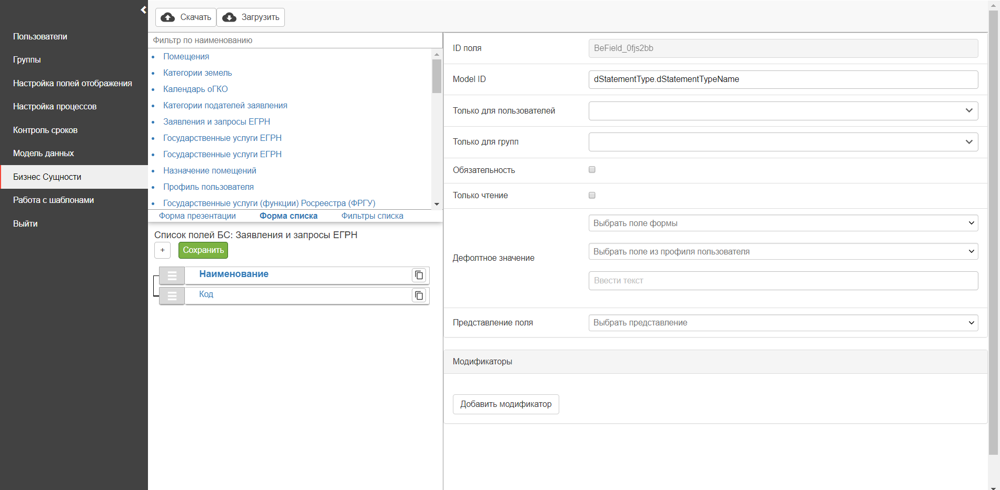 Скачать
Загрузить
Пользователи
Группы
Настройка полей отображения
Настройка процессов
Контроль сроков
Модель данных
Бизнес Сущности
Работа с шаблонами
Выйти
Фильтр по наименованию
Помещения
Категории земель
Календарь оГКО
Категории подателей заявления
Заявления и запросы ЕГРН
Государственные услуги ЕГРН
Государственные услуги ЕГРН
Назначение помещений
Профиль пользователя
Государственные услуги (функции) Росреестра (ФРГУ)
Форма презентации
Форма списка
Фильтры списка
Список полей БС: Заявления и запросы ЕГРН
+
Сохранить
Наименование
Код
ID поля
BeField_0fjs2bb
Model ID
dStatementType.dStatementTypeName
Только для пользователей
Только для групп
Обязательность
Только чтение
Дефолтное значение
Выбрать поле формы
Выбрать поле из профиля пользователя
Ввести текст
Представление поля
Выбрать представление
Модификаторы
Добавить модификатор